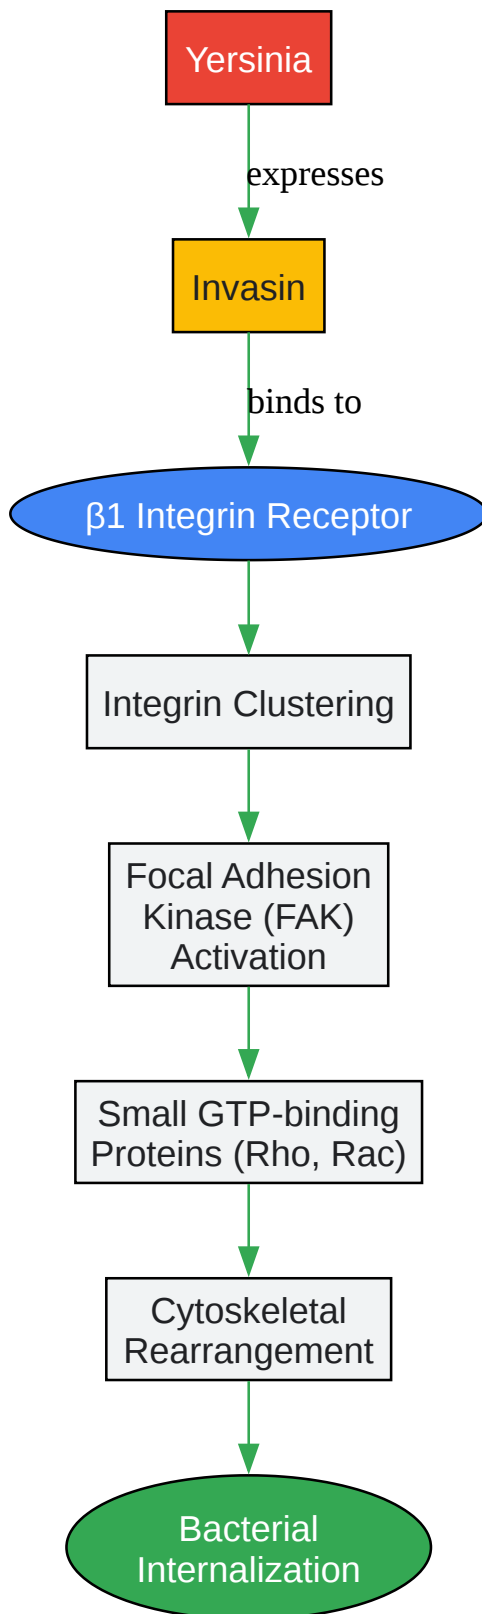 Yersinia
expresses
Invasin
binds to
β1 Integrin Receptor
Integrin Clustering
Focal Adhesion
Kinase (FAK)
Activation
Small GTP-binding
Proteins (Rho, Rac)
Cytoskeletal
Rearrangement
Bacterial
Internalization